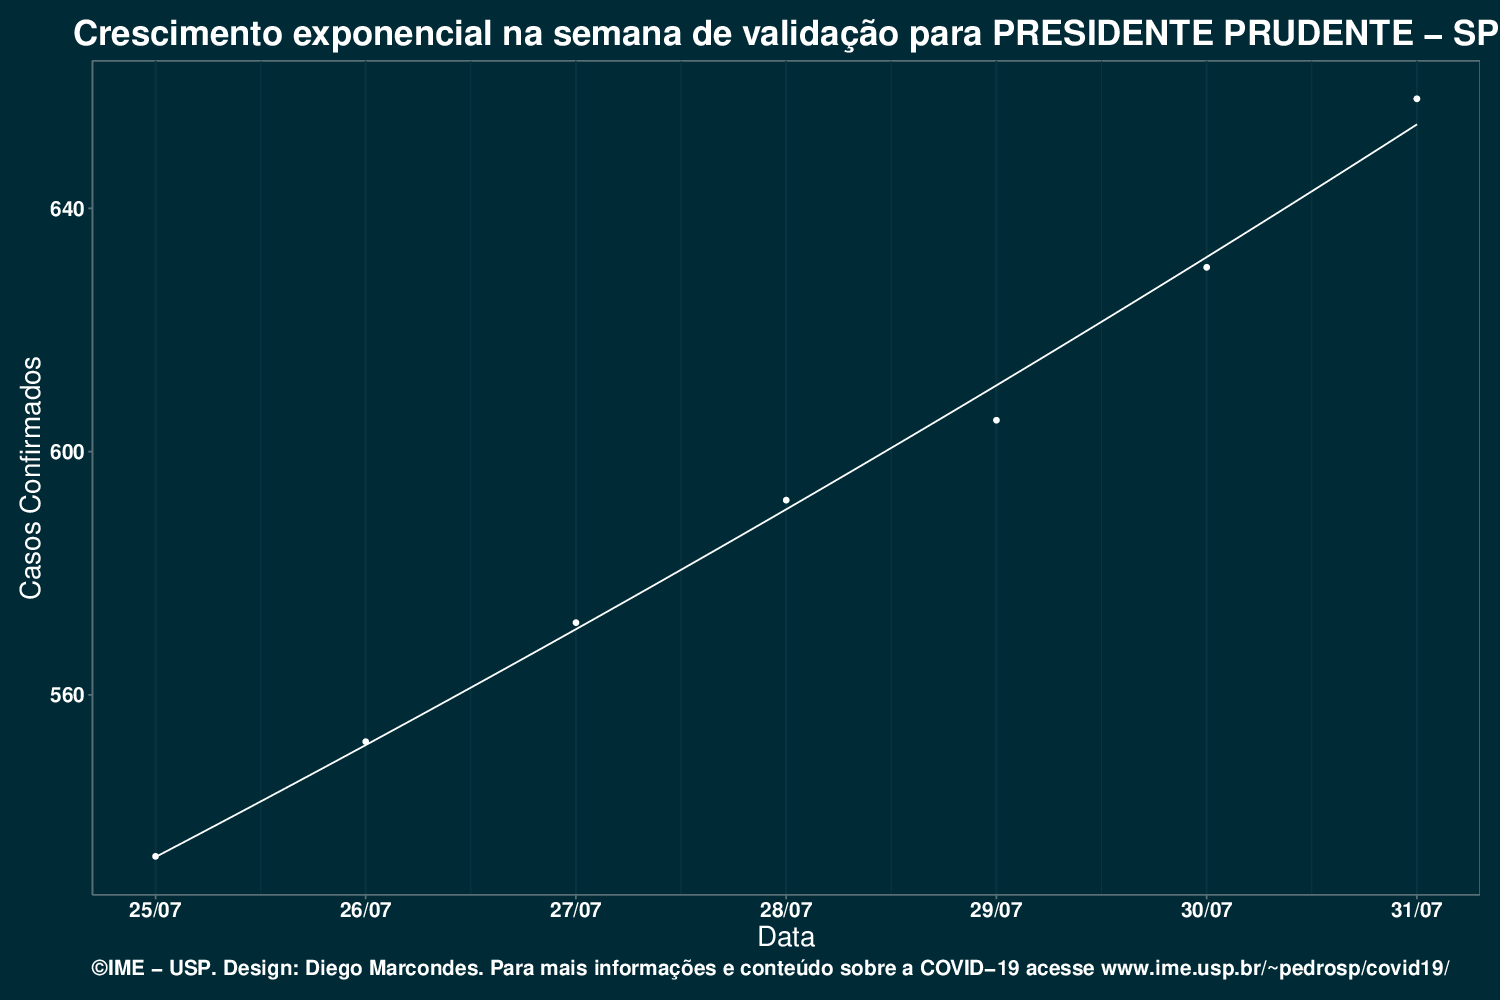 Crescimento exponencial na semana de validação para PRESIDENTE PRUDENTE – SP
640
600
560
Casos Confirmados
25/07 26/07 27/07 28/07 29/07 30/07 31/07
Data
©IME – USP. Design: Diego Marcondes. Para mais informações e conteúdo sobre a COVID–19 acesse www.ime.usp.br/~pedrosp/covid19/